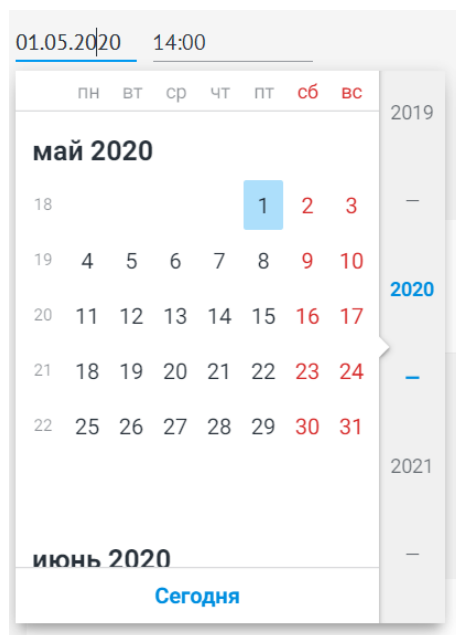 01.05.2020 14:00
пн вт ср чт пт сб вс
2019
май 2020
18 1 2 3
–
19 4 5 6 7 8 9 10
2020
20 11 12 13 14 15 16 17
21 18 19 20 21 22 23 24
–
22 25 26 27 28 29 30 31
2021
июнь 2020
–
Сегодня